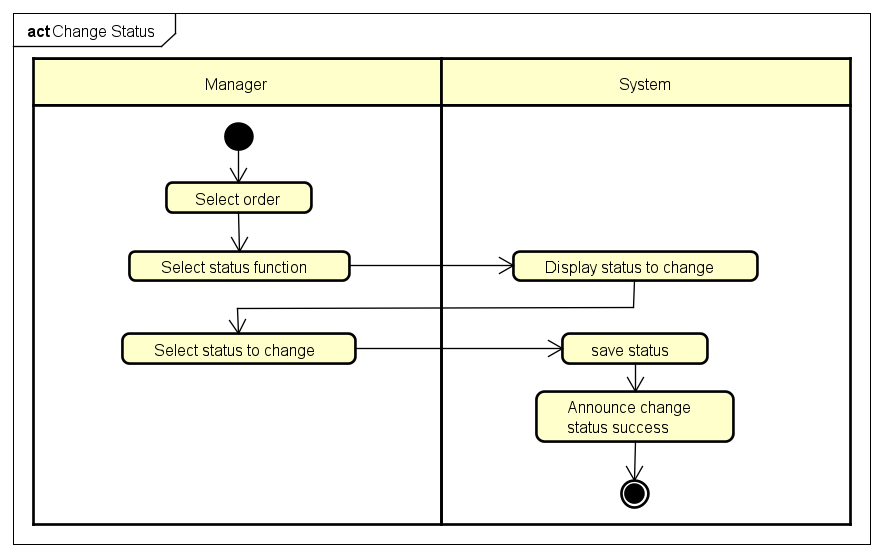 act Change Status
Manager
System
Select order
Select status function
Display status to change
Select status to change
save status
Announce change
status success